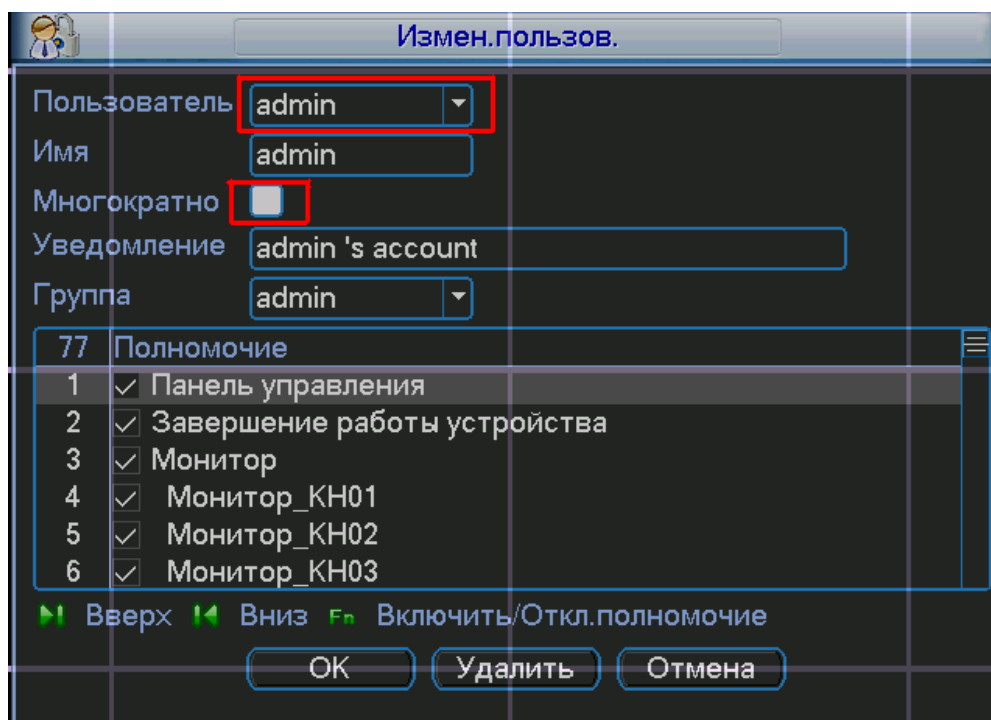 Измен.пользов.
Пользователь admin
Имя admin
Многократно
Уведомление admin 's account
Группа admin
77 Полномочие
1 Панель управления
2 Завершение работы устройства
3 Монитор
4 Монитор_КН01
5 Монитор_КН02
6 Монитор_КН03
Вверх Вниз Fn Включить/Откл.полномочие
OK Удалить Отмена